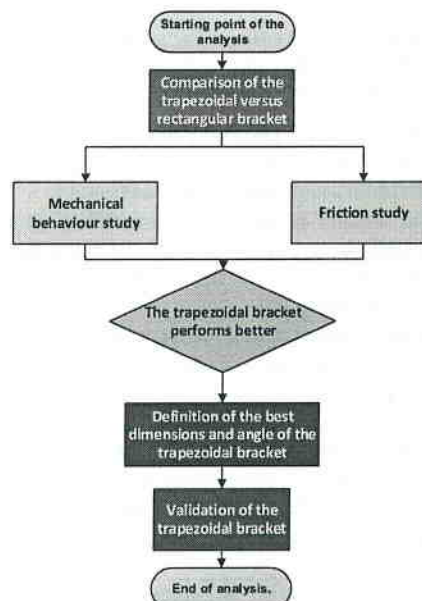 Starting point of the
analysis
Comparison of the
trapezoidal versus
rectangular bracket
Mechanical
behaviour study
Friction study
The trapezoidal bracket
performs better
Definition of the best
dimensions and angle of the
trapezoidal bracket
Validation of the
trapezoidal bracket
End of analysis.